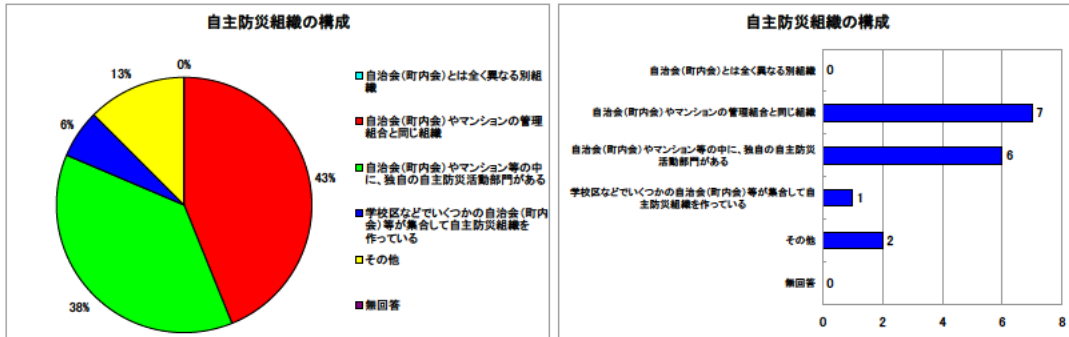 自主防災組織の構成
0%
13%
6%
38%
43%
自治会(町内会)とは全く異なる別組
織
自治会(町内会)やマンションの管理
組合と同じ組織
自治会(町内会)やマンション等の中
に、独自の自主防災活動部門がある
学校区などでいくつかの自治会(町内
会)等が集合して自主防災組織を
作っている
その他
無回答
自主防災組織の構成
自治会(町内会)とは全く異なる別組織
0
自治会(町内会)やマンションの管理組合と同じ組織
7
自治会(町内会)やマンション等の中に、独自の自主防災
活動部門がある
6
学校区などでいくつかの自治会(町内会)等が集合して自
主防災組織を作っている
1
その他
2
無回答
0
0 2 4 6 8